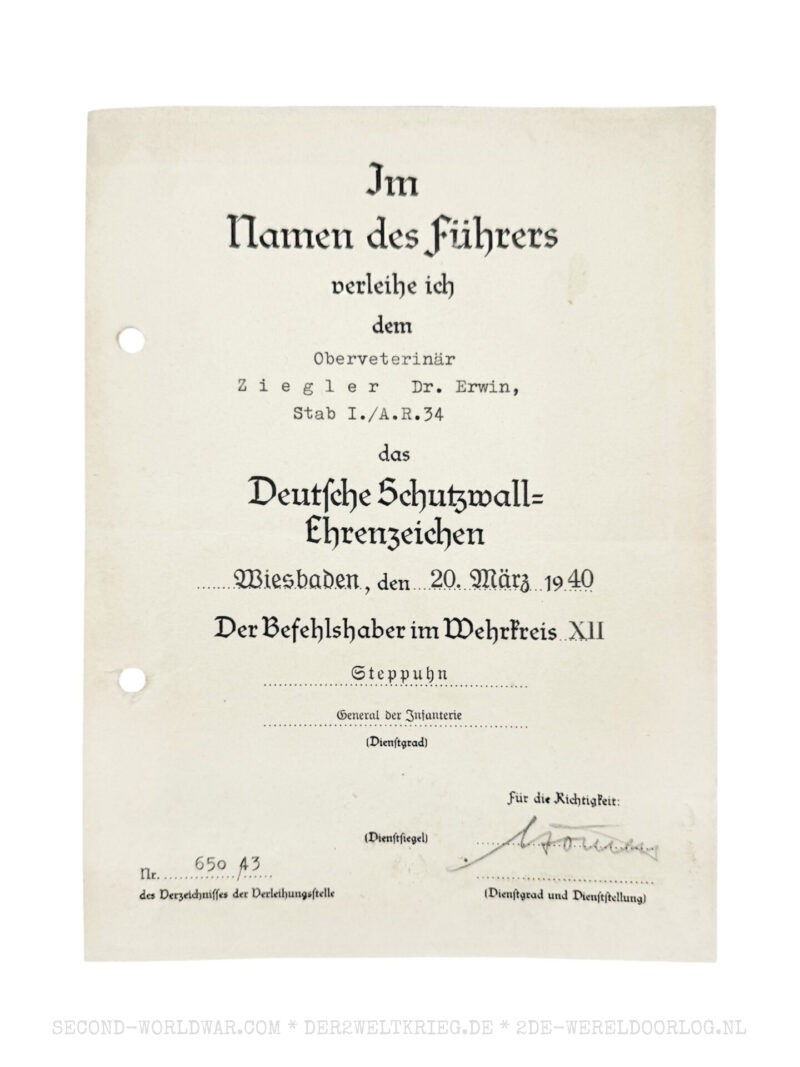 Im
Namen des Führers
verleihe ich
dem
Oberveterinär
Ziegler Dr. Erwin,
Stab I./A.R.34
das
Deutsche Schutzwall=
Ehrenzeichen
Wiesbaden, den 20. März 1940
Der Befehlshaber im Wehrkreis XII
Steppuhn
General der Infanterie
(Dienstgrad)
Für die Richtigkeit:
(Dienstsiegel)
Nr. 650 / 43
des Verzeichnisses der Verleihungsstelle
(Dienstgrad und Dienststellung)
SECOND-WORLDWAR.COM * DER2WELTKRIEG.DE * 2DE-WERELDOORLOG.NL